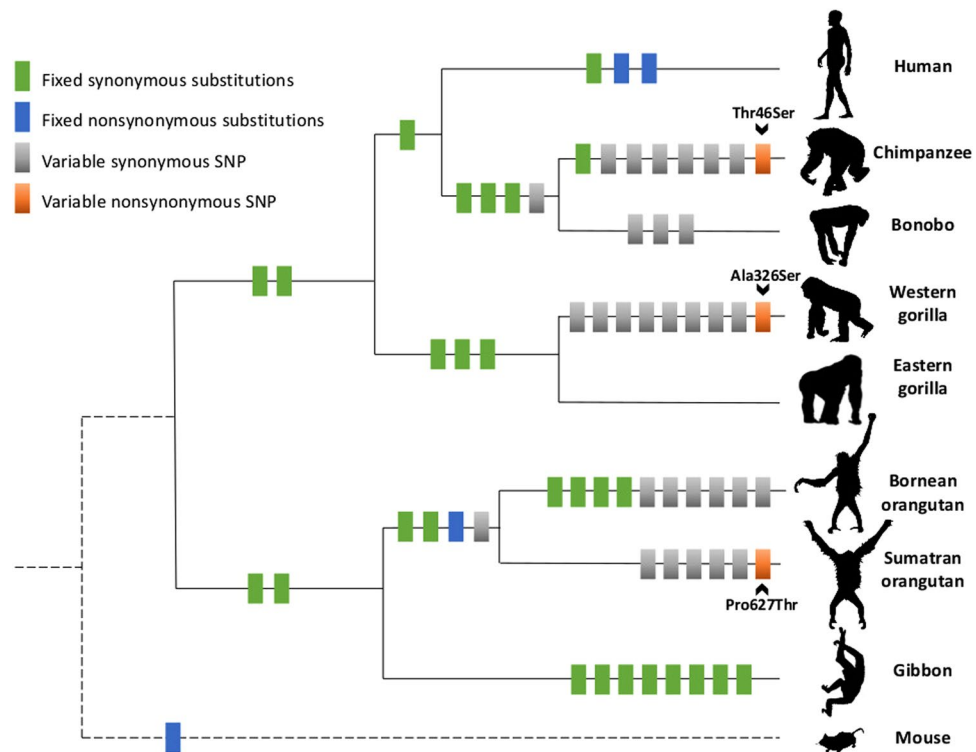 Fixed synonymous substitutions
Fixed nonsynonymous substitutions
Variable synonymous SNP
Variable nonsynonymous SNP
Human
Thr46Ser
Chimpanzee
Bonobo
Ala326Ser
Western
gorilla
Eastern
gorilla
Bornean
orangutan
Sumatran
orangutan
Pro627Thr
Gibbon
Mouse